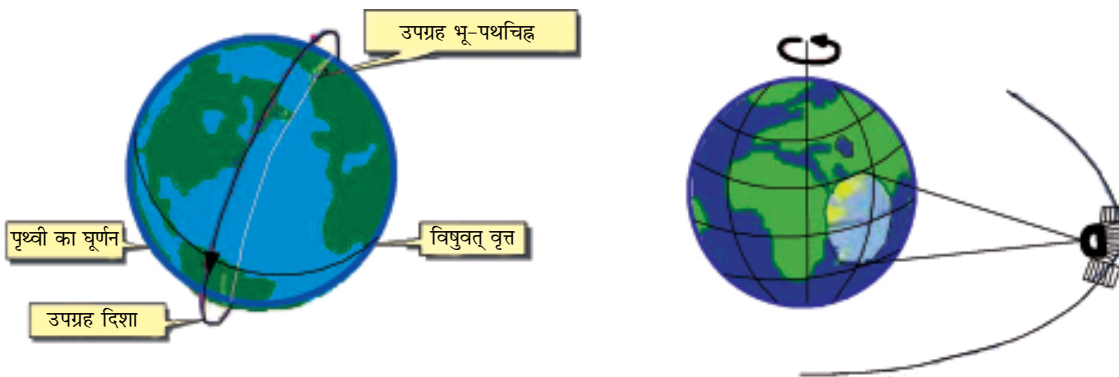 उपग्रह भू-पथचिह्न
पृथ्वी का घूर्णन
विषुवत् वृत्त
उपग्रह दिशा